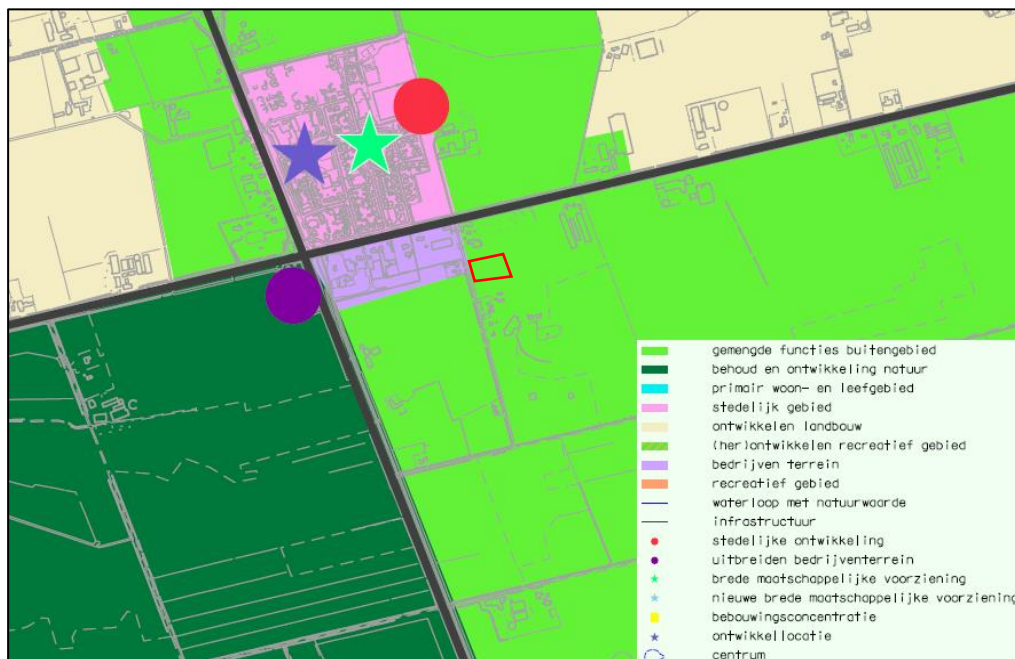 gemengde functies buitengebied
behoud en ontwikkeling natuur
primair woon- en leefgebied
stedelijk gebied
ontwikkelen landbouw
(her)ontwikkelen recreatief gebied
bedrijven terrein
recreatief gebied
waterloop met natuurwaarde
infrastructuur
stedelijke ontwikkeling
uitbreiden bedrijventerrein
brede maatschappelijke voorziening
nieuwe brede maatschappelijke voorziening
bebouwingsconcentratie
ontwikkellocatie
centrum